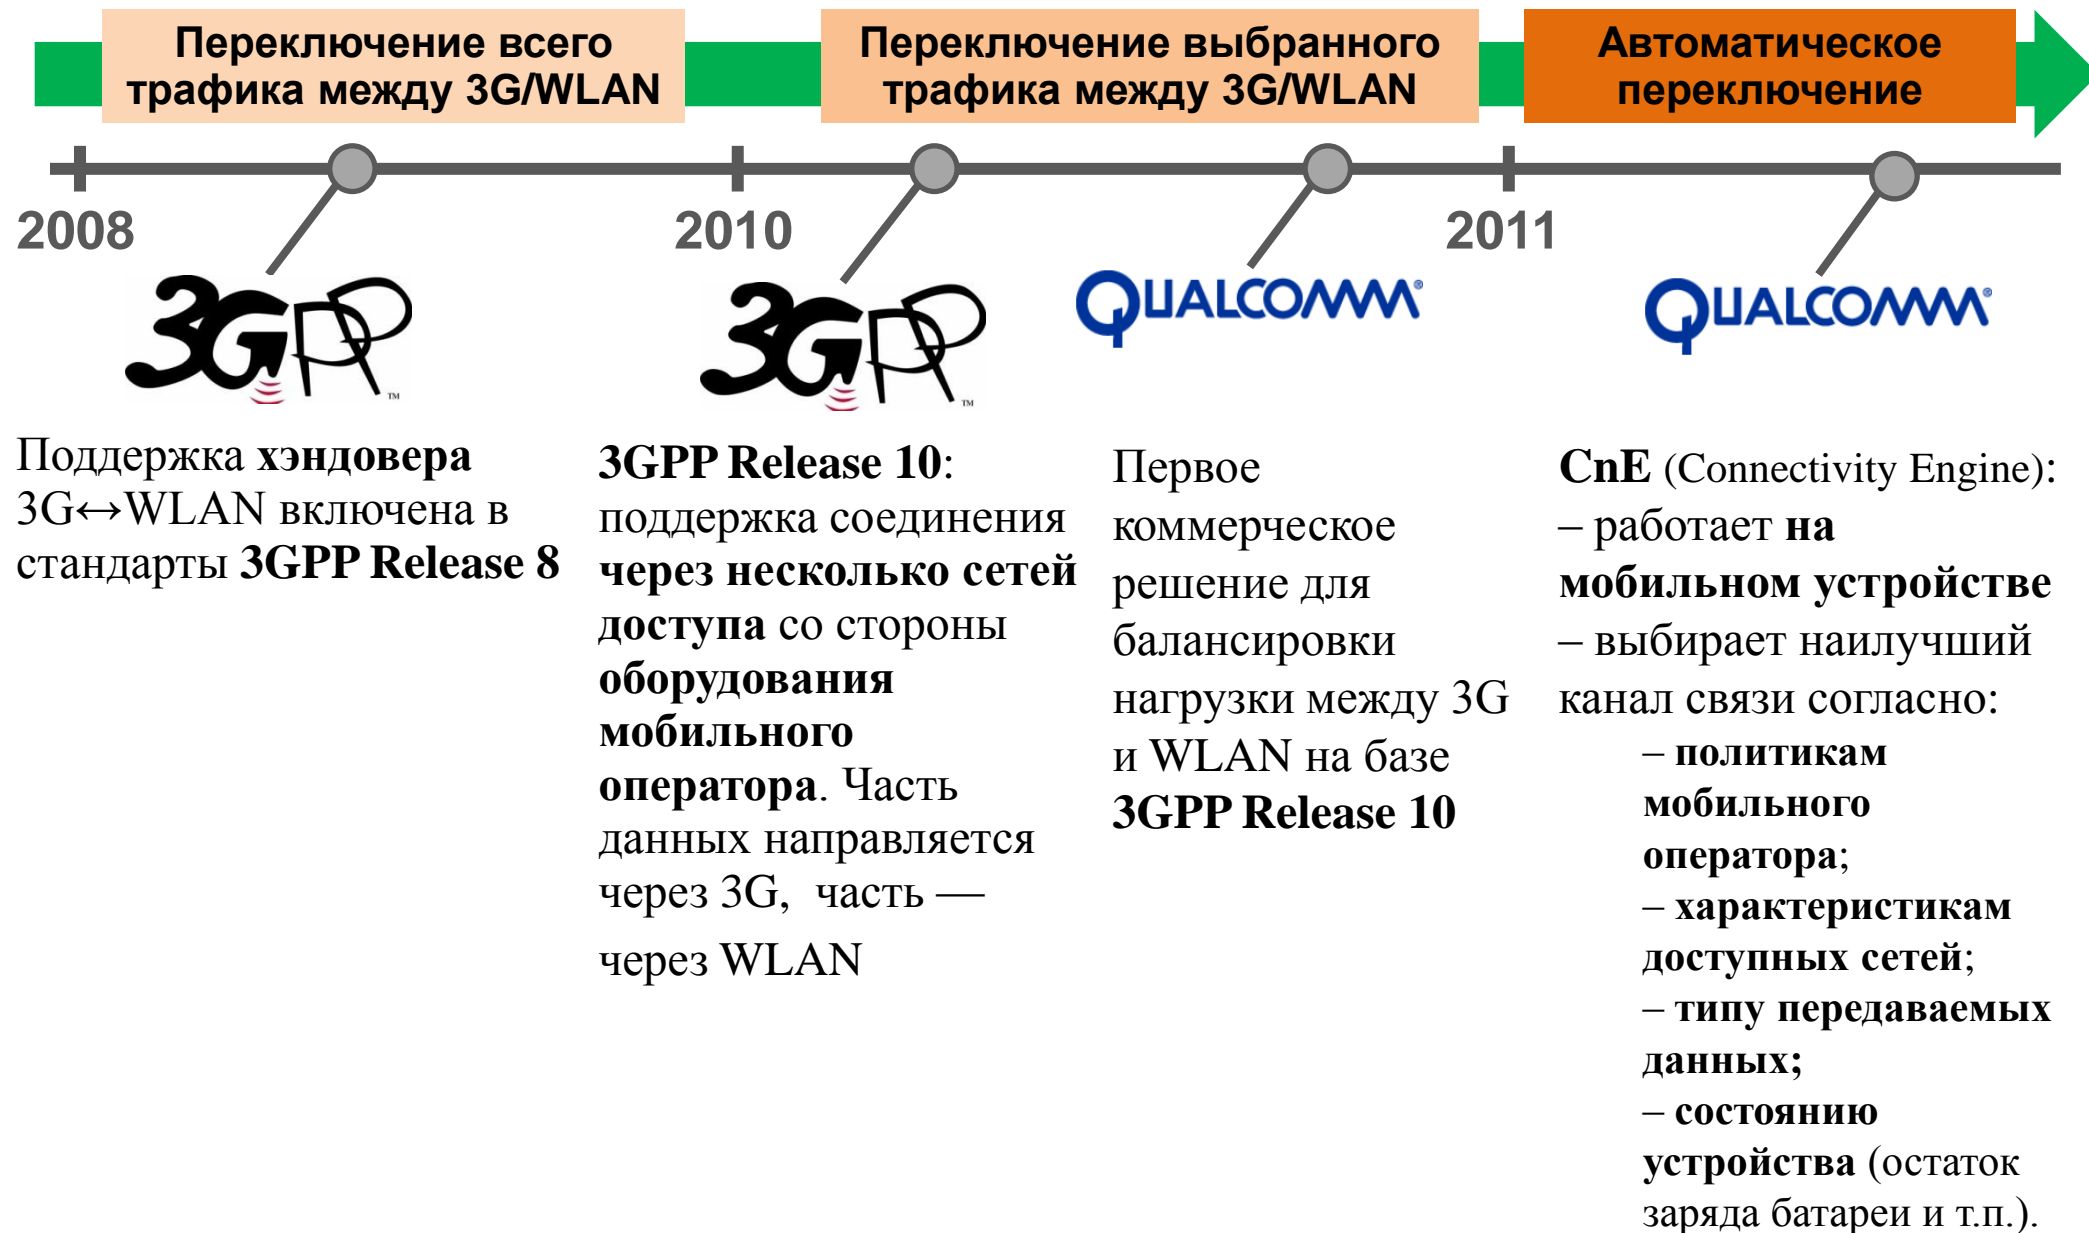 Переключение всего
трафика между 3G/WLAN
Переключение выбранного
трафика между 3G/WLAN
Автоматическое
переключение
2008
2010
2011
3GPP™
3GPP™
QUALCOMM®
QUALCOMM®
Поддержка хэндовера
3G↔WLAN включена в
стандарты 3GPP Release 8
3GPP Release 10:
поддержка соединения
через несколько сетей
доступа со стороны
оборудования
мобильного
оператора. Часть
данных направляется
через 3G, часть —
через WLAN
Первое
коммерческое
решение для
балансировки
нагрузки между 3G
и WLAN на базе
3GPP Release 10
CnE (Connectivity Engine):
– работает на
мобильном устройстве
– выбирает наилучший
канал связи согласно:
– политикам
мобильного
оператора;
– характеристикам
доступных сетей;
– типу передаваемых
данных;
– состоянию
устройства (остаток
заряда батареи и т.п.).